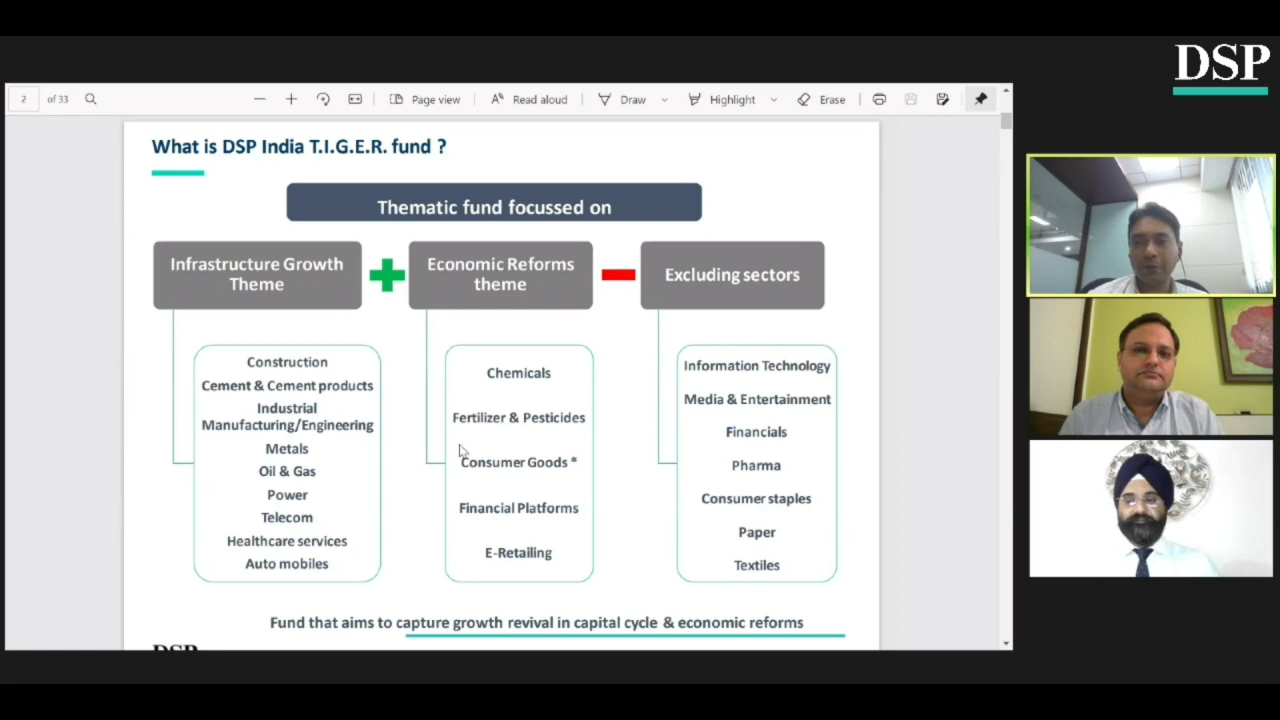 DSP
2 of 33
Page view
Read aloud
Draw
Highlight
Erase
What is DSP India T.I.G.E.R. fund ?
Thematic fund focussed on
Infrastructure Growth
Theme
Economic Reforms
theme
Excluding sectors
Construction
Cement & Cement products
Industrial
Manufacturing/Engineering
Metals
Oil & Gas
Power
Telecom
Healthcare services
Auto mobiles
Chemicals
Fertilizer & Pesticides
Consumer Goods *
Financial Platforms
E-Retailing
Information Technology
Media & Entertainment
Financials
Pharma
Consumer staples
Paper
Textiles
Fund that aims to capture growth revival in capital cycle & economic reforms
DSP